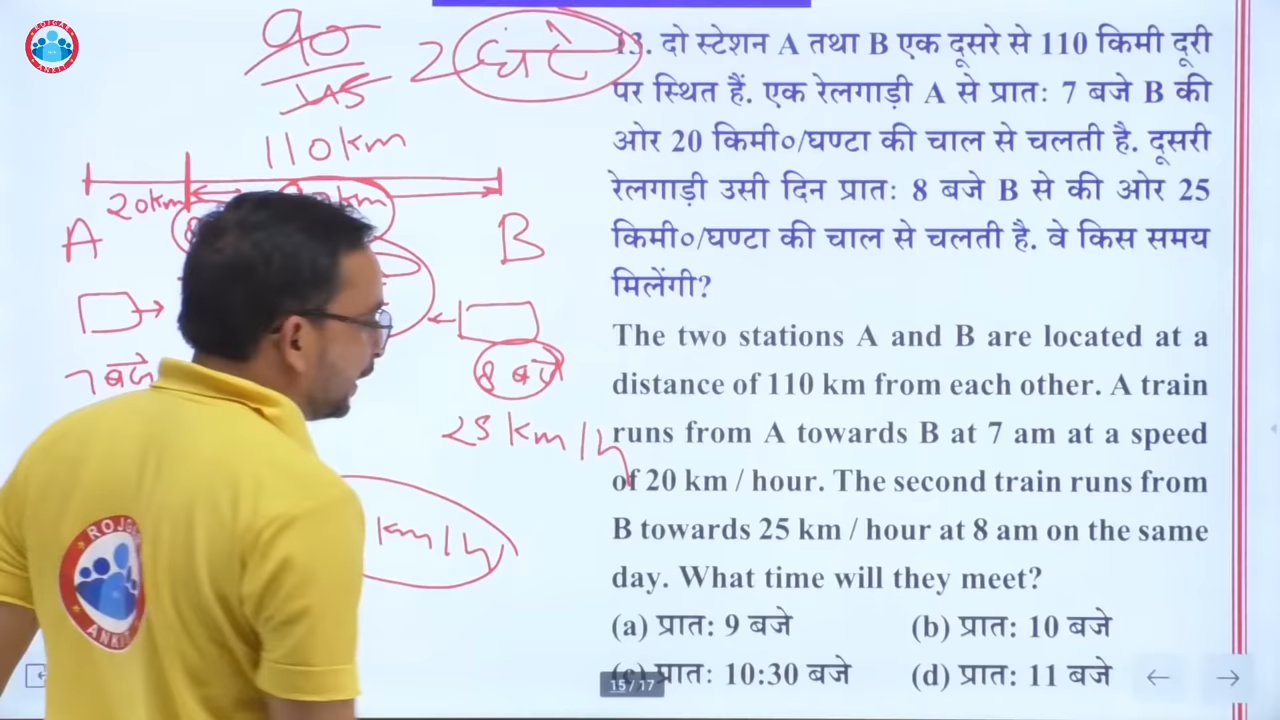 ROJGAR
ANKIT
90
45
2 घंटे
110 km
20km
A
B
7 बजे
8 बजे
25 km/h
km/h
ROJGA
ANKIT
13. दो स्टेशन A तथा B एक दूसरे से 110 किमी दूरी
पर स्थित हैं. एक रेलगाड़ी A से प्रातः 7 बजे B की
ओर 20 किमी०/घण्टा की चाल से चलती है. दूसरी
रेलगाड़ी उसी दिन प्रातः 8 बजे B से की ओर 25
किमी०/घण्टा की चाल से चलती है. वे किस समय
मिलेंगी?
The two stations A and B are located at a
distance of 110 km from each other. A train
runs from A towards B at 7 am at a speed
of 20 km / hour. The second train runs from
B towards 25 km / hour at 8 am on the same
day. What time will they meet?
(a) प्रात: 9 बजे (b) प्रात: 10 बजे
(c) प्रात: 10:30 बजे (d) प्रात: 11 बजे
15 / 17